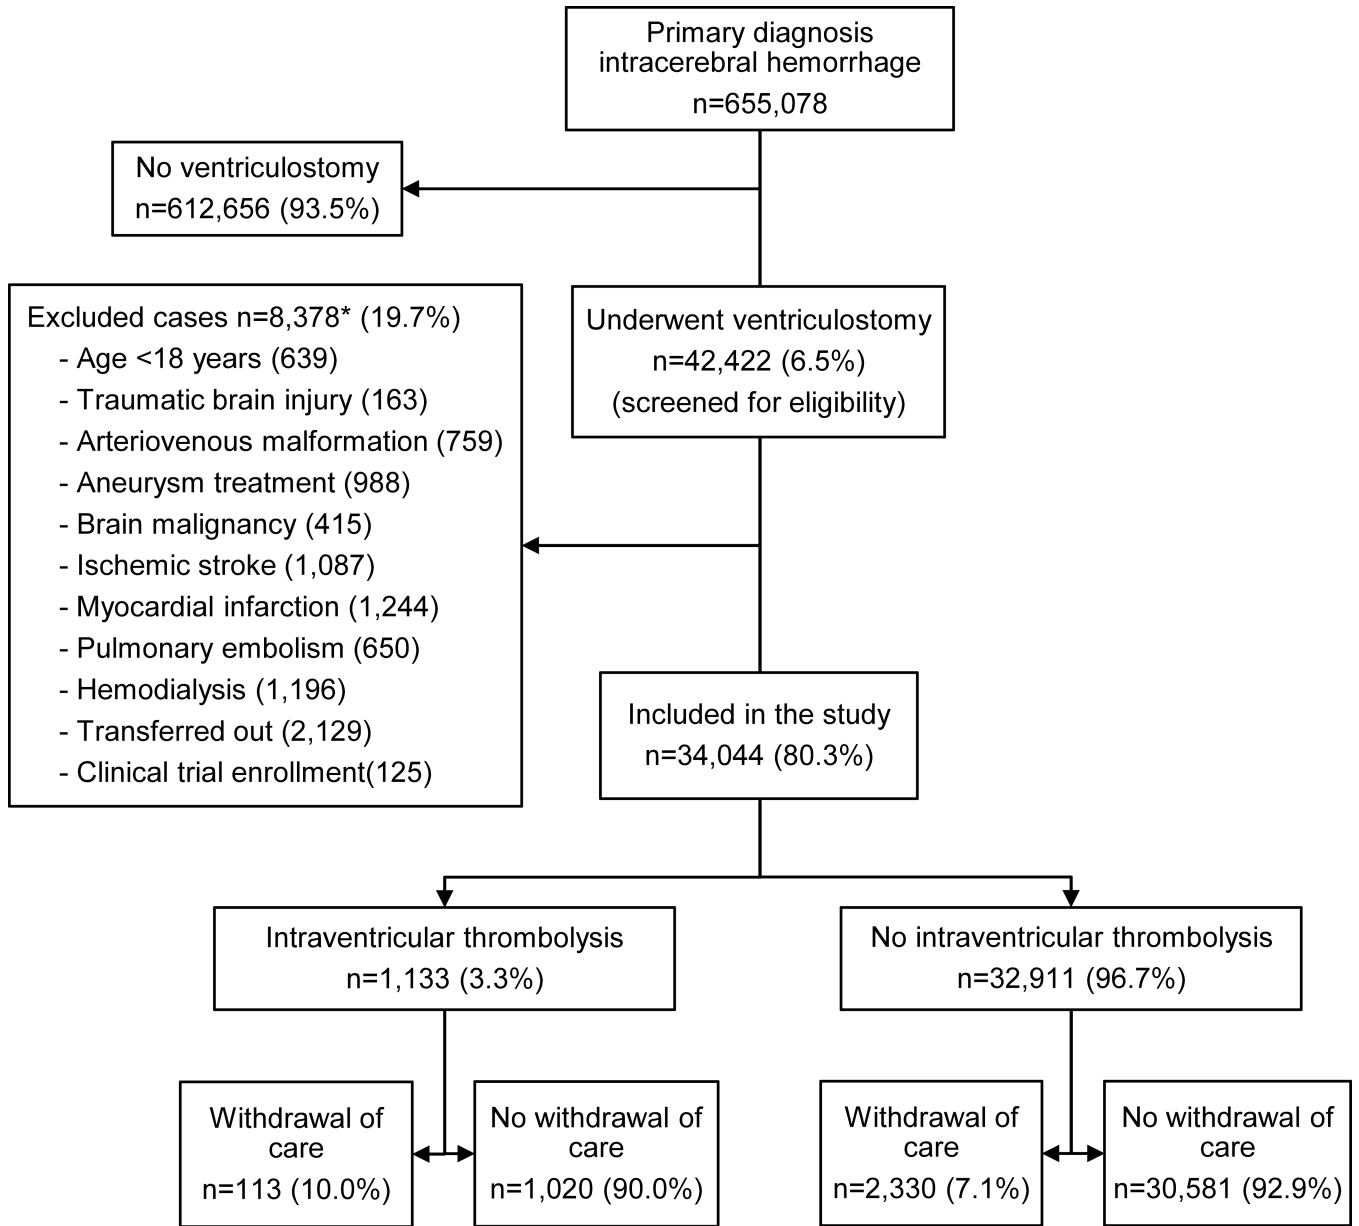 Primary diagnosis
intracerebral hemorrhage
n=655,078
No ventriculostomy
n=612,656 (93.5%)
Excluded cases n=8,378* (19.7%)
- Age <18 years (639)
- Traumatic brain injury (163)
- Arteriovenous malformation (759)
- Aneurysm treatment (988)
- Brain malignancy (415)
- Ischemic stroke (1,087)
- Myocardial infarction (1,244)
- Pulmonary embolism (650)
- Hemodialysis (1,196)
- Transferred out (2,129)
- Clinical trial enrollment(125)
Underwent ventriculostomy
n=42,422 (6.5%)
(screened for eligibility)
Included in the study
n=34,044 (80.3%)
Intraventricular thrombolysis
n=1,133 (3.3%)
No intraventricular thrombolysis
n=32,911 (96.7%)
Withdrawal of
care
n=113 (10.0%)
No withdrawal of
care
n=1,020 (90.0%)
Withdrawal of
care
n=2,330 (7.1%)
No withdrawal of
care
n=30,581 (92.9%)